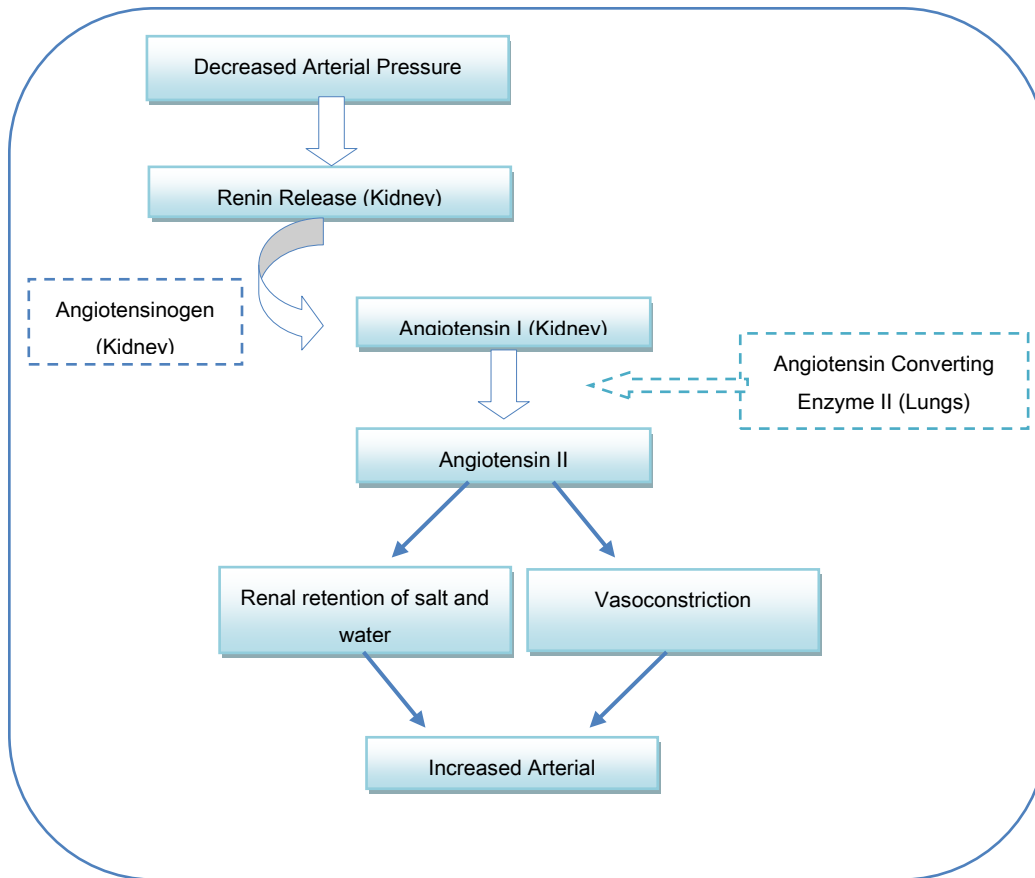 Decreased Arterial Pressure
Renin Release (Kidney)
Angiotensinogen
(Kidney)
Angiotensin I (Kidney)
Angiotensin Converting
Enzyme II (Lungs)
Angiotensin II
Renal retention of salt and
water
Vasoconstriction
Increased Arterial